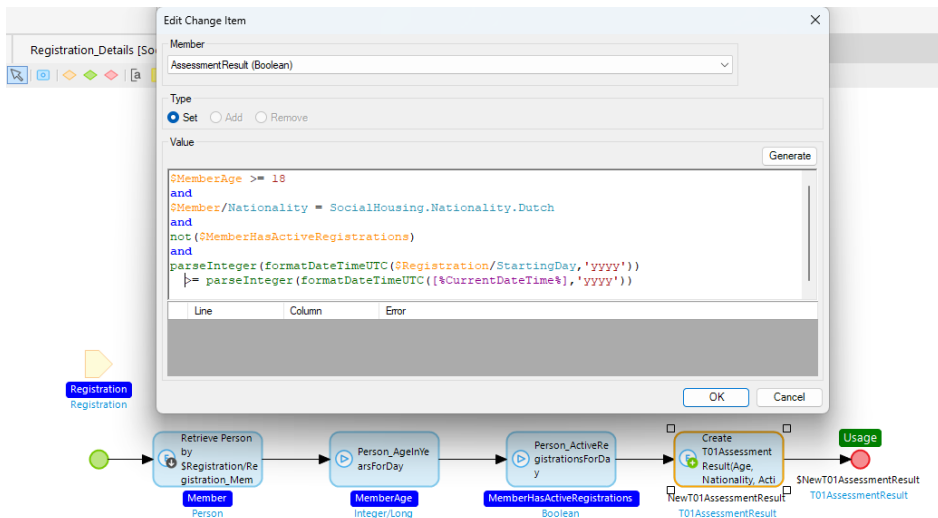 Edit Change Item
Registration_Details [So
Member
AssessmentResult (Boolean)
Type
Set Add Remove
Value
Generate
$MemberAge >= 18
and
$Member/Nationality = SocialHousing.Nationality.Dutch
and
not($MemberHasActiveRegistrations)
and
parseInteger(formatDateTimeUTC($Registration/StartingDay,'yyyy'))
>= parseInteger(formatDateTimeUTC([%CurrentDateTime%],'yyyy'))
Line Column Error
OK Cancel
Registration
Registration
Retrieve Person
by
$Registration/Re
gistration_Mem
Member
Person
Person_AgeInYe
arsForDay
MemberAge
Integer/Long
Person_ActiveRe
gistrationsForDa
y
MemberHasActiveRegistrations
Boolean
Create
T01Assessment
Result(Age,
Nationality, Acti
NewT01AssessmentResult
T01AssessmentResult
Usage
$NewT01AssessmentResult
T01AssessmentResult